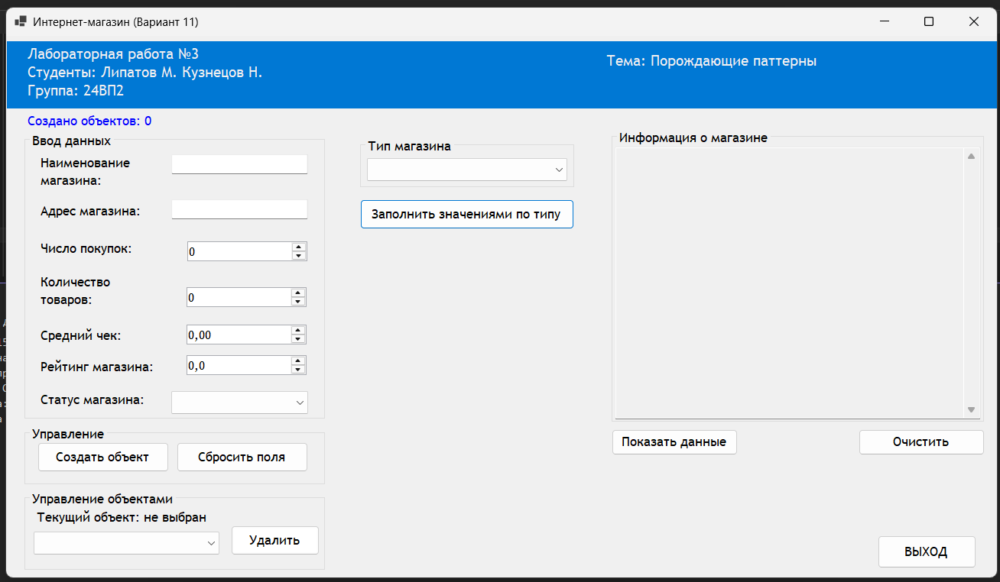 Интернет-магазин (Вариант 11)
Лабораторная работа №3
Студенты: Липатов М. Кузнецов Н.
Группа: 24ВП2
Тема: Порождающие паттерны
Создано объектов: 0
Ввод данных
Наименование
магазина:
Адрес магазина:
Число покупок:
0
Количество
товаров:
0
Средний чек:
0,00
Рейтинг магазина:
0,0
Статус магазина:
Управление
Создать объект
Сбросить поля
Управление объектами
Текущий объект: не выбран
Удалить
Тип магазина
Заполнить значениями по типу
Информация о магазине
Показать данные
Очистить
ВЫХОД